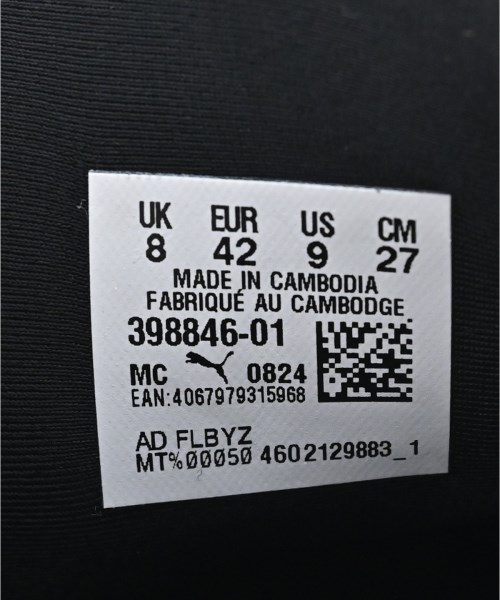 UK EUR US CM
8 42 9 27
MADE IN CAMBODIA
FABRIQUÉ AU CAMBODGE
398846-01
MC 0824
EAN:4067979315968
AD FLBYZ
MT%00050 4602129883_1